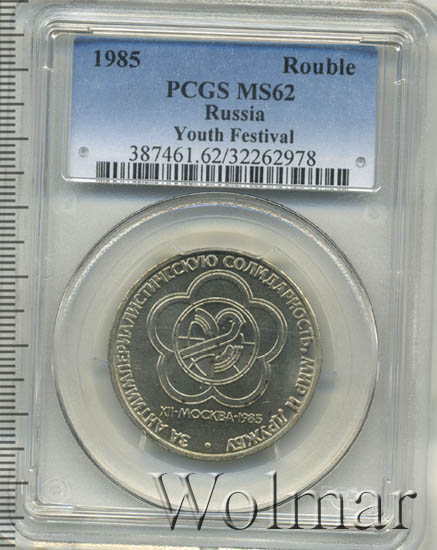 1985 Rouble
PCGS MS62
Russia
Youth Festival
387461.62/32262978
ЗА АНТИИМПЕРИАЛИСТИЧЕСКУЮ СОЛИДАРНОСТЬ, МИР И ДРУЖБУ
XII·МОСКВА·1985
Wolmar